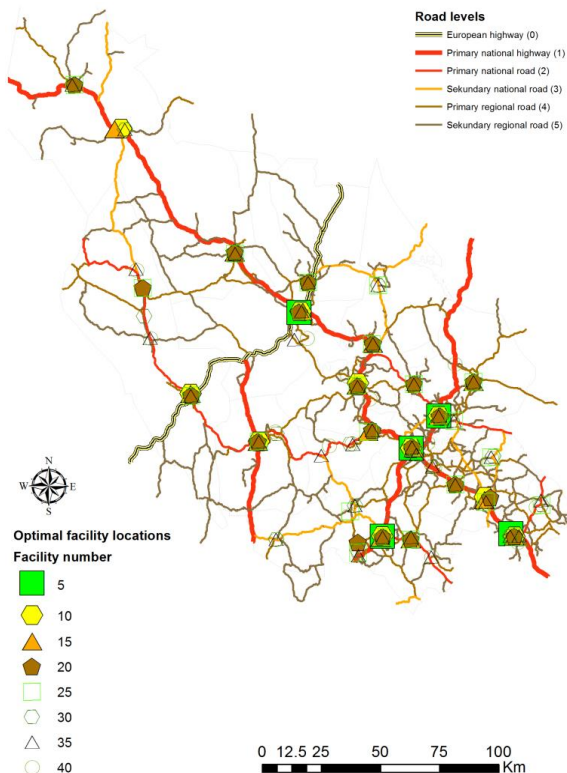 Road levels
European highway (0)
Primary national highway (1)
Primary national road (2)
Sekundary national road (3)
Primary regional road (4)
Sekundary regional road (5)
N
W E
S
Optimal facility locations
Facility number
5
10
15
20
25
30
35
40
0 12.5 25 50 75 100
Km